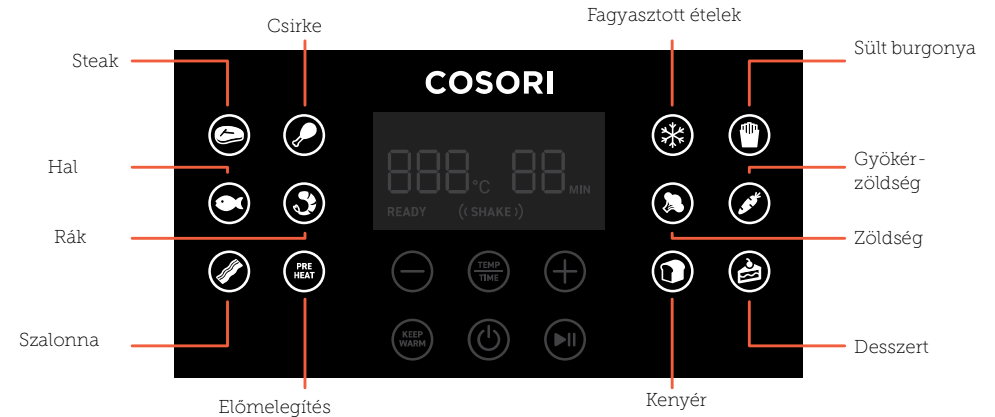 Fagyasztott ételek
Csirke
Steak
Sült burgonya
COSORI
Hal
Gyökér-
zöldség
888 °C 88 MIN
READY ((SHAKE))
Rák
Zöldség
PRE
HEAT
TEMP
TIME
Szalonna
KEEP
WARM
Desszert
Előmelegítés
Kenyér